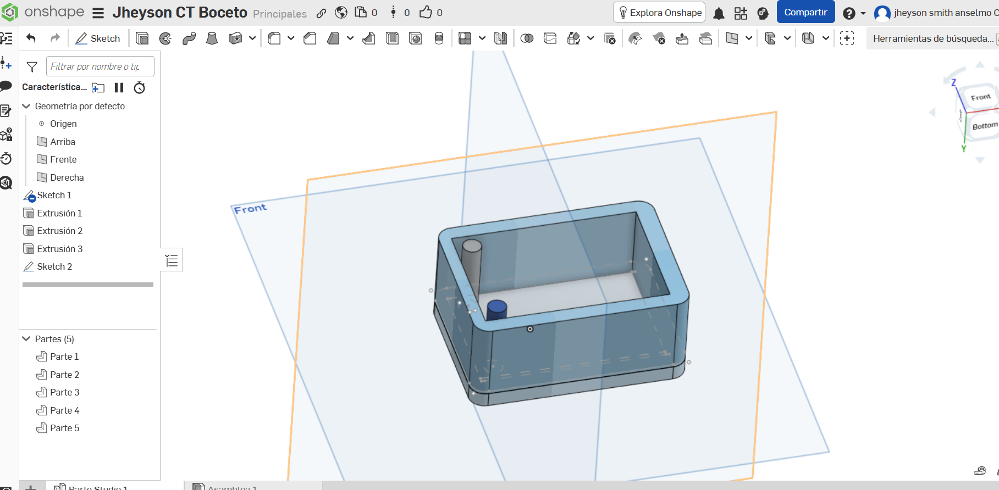 onshape Jheyson CT Boceto Principales 0 0 0 Explora Onshape Compartir jheyson smith anselmo
Sketch Herramientas de búsqueda...
Filtrar por nombre o tip
Característica...
Geometría por defecto
Origen
Arriba
Frente
Derecha
Sketch 1
Extrusión 1
Extrusión 2
Extrusión 3
Sketch 2
Partes (5)
Parte 1
Parte 2
Parte 3
Parte 4
Parte 5
Front
Z
Front
Bottom
Y
Parte Studio 1
Asamblea 1